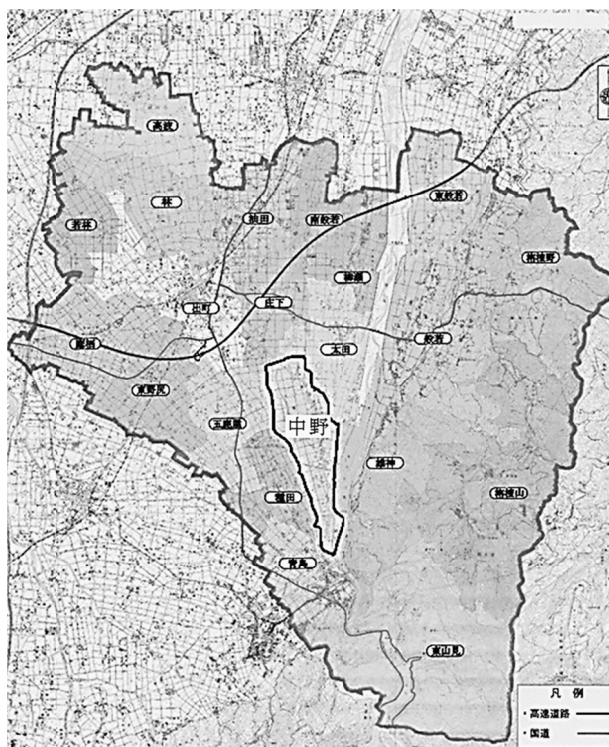 高波
林
若林
油田
南般若
東般若
柳瀬
栴檀野
出町
庄下
般若
鷹栖
太田
東野尻
五鹿屋
中野
雄神
種田
栴檀山
青島
東山見
凡 例
・高速道路
・国道